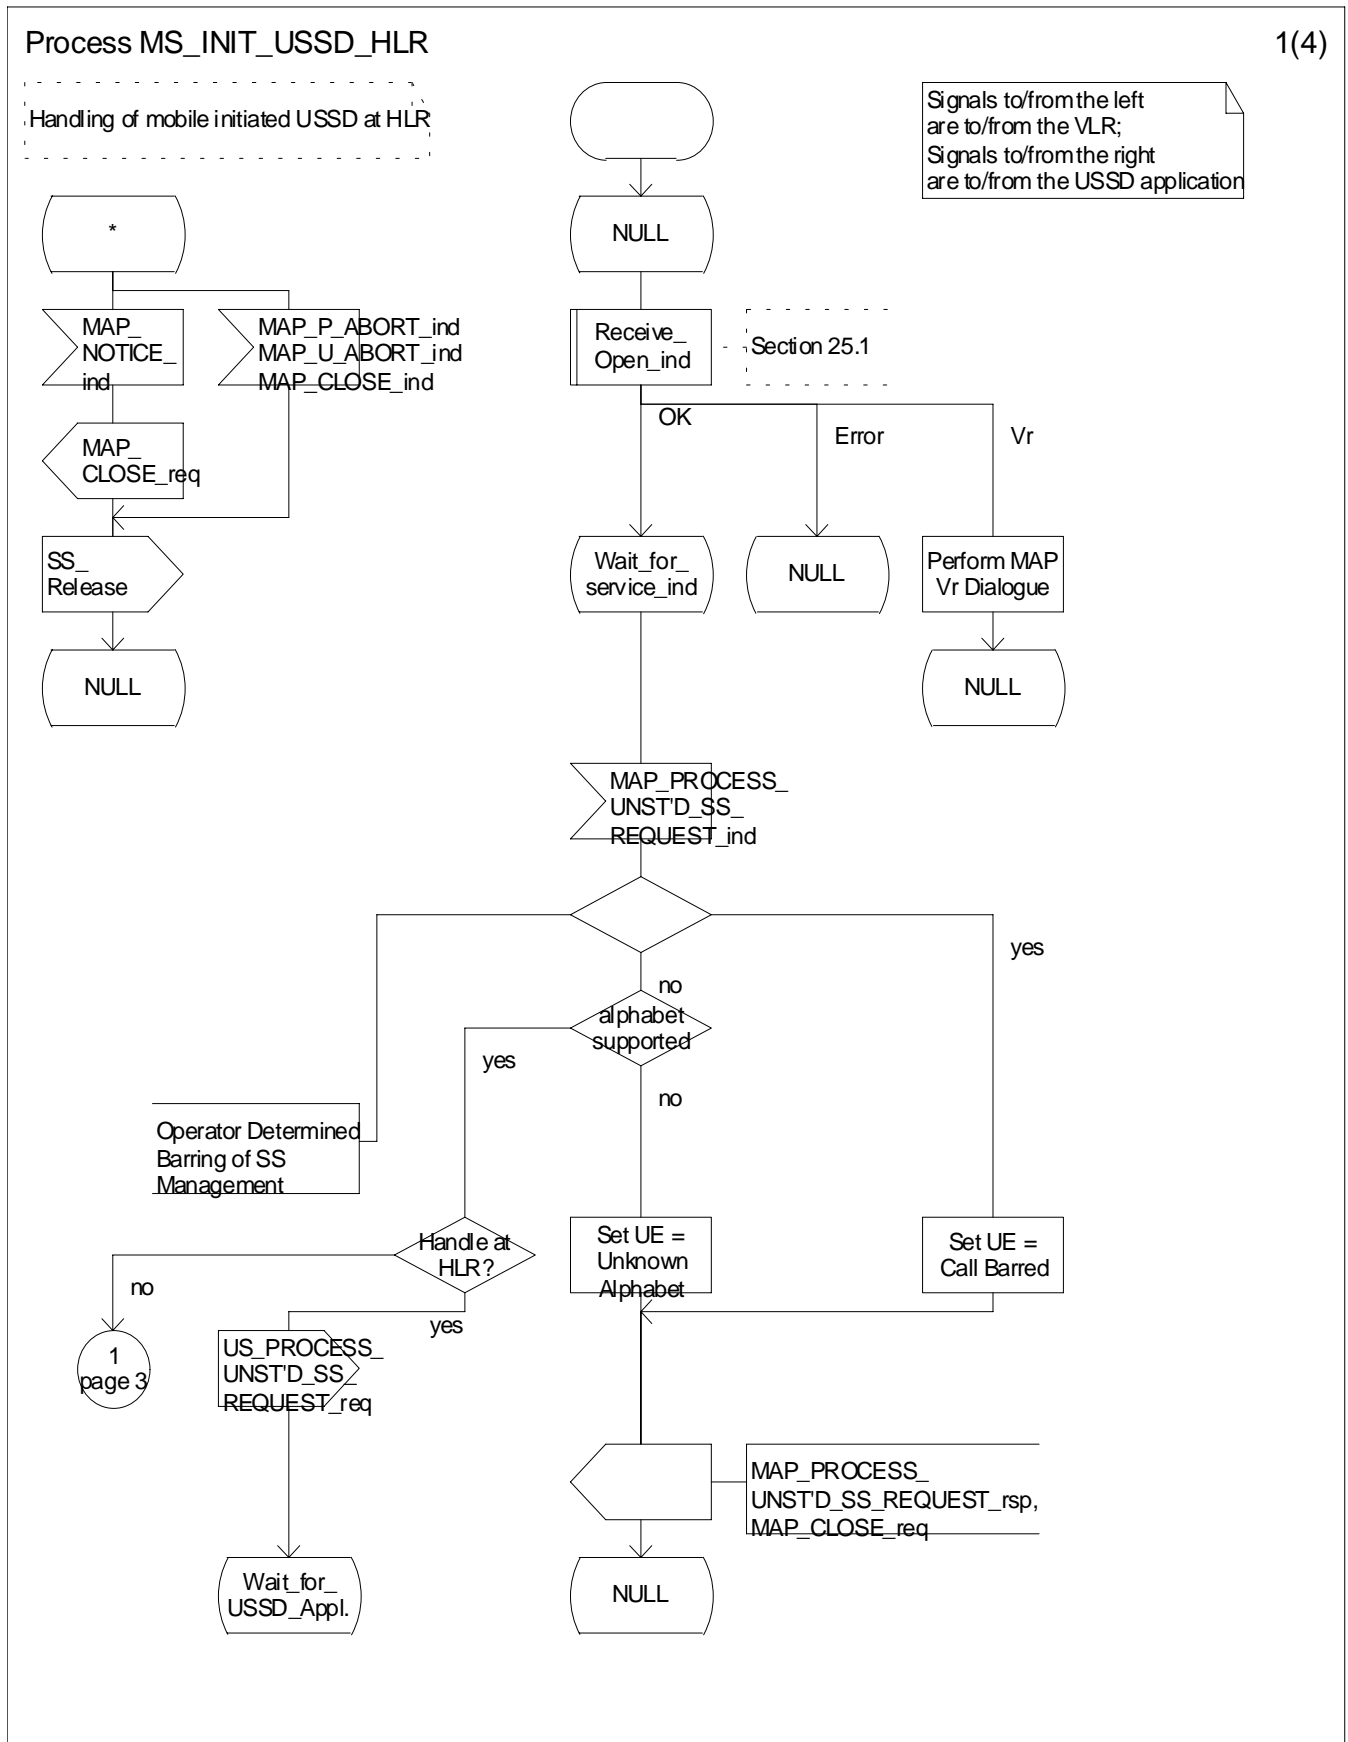 Process MS_INIT_USSD_HLR
1(4)
Handling of mobile initiated USSD at HLR
Signals to/from the left
are to/from the VLR;
Signals to/from the right
are to/from the USSD application
*
NULL
MAP_
NOTICE_
ind
MAP_P_ABORT_ind
MAP_U_ABORT_ind
MAP_CLOSE_ind
Receive_
Open_ind
Section 25.1
OK
Error
Vr
MAP_
CLOSE_req
SS_
Release
Wait_for_
service_ind
NULL
Perform MAP
Vr Dialogue
NULL
NULL
MAP_PROCESS_
UNST'D_SS_
REQUEST_ind
yes
no
alphabet
supported
yes
no
Operator Determined
Barring of SS
Management
Handle at
HLR?
Set UE =
Unknown
Alphabet
Set UE =
Call Barred
no
yes
1
page 3
US_PROCESS_
UNST'D_SS_
REQUEST_req
MAP_PROCESS_
UNST'D_SS_REQUEST_rsp,
MAP_CLOSE_req
Wait_for_
USSD_Appl.
NULL